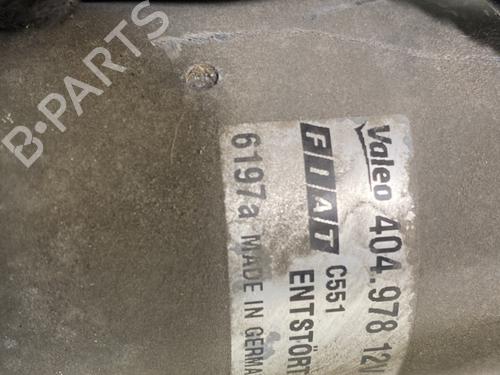 Valeo 404.978 12V
FIAT C551 ENTSTÖRT
6197a MADE IN GERMA
B-PARTS